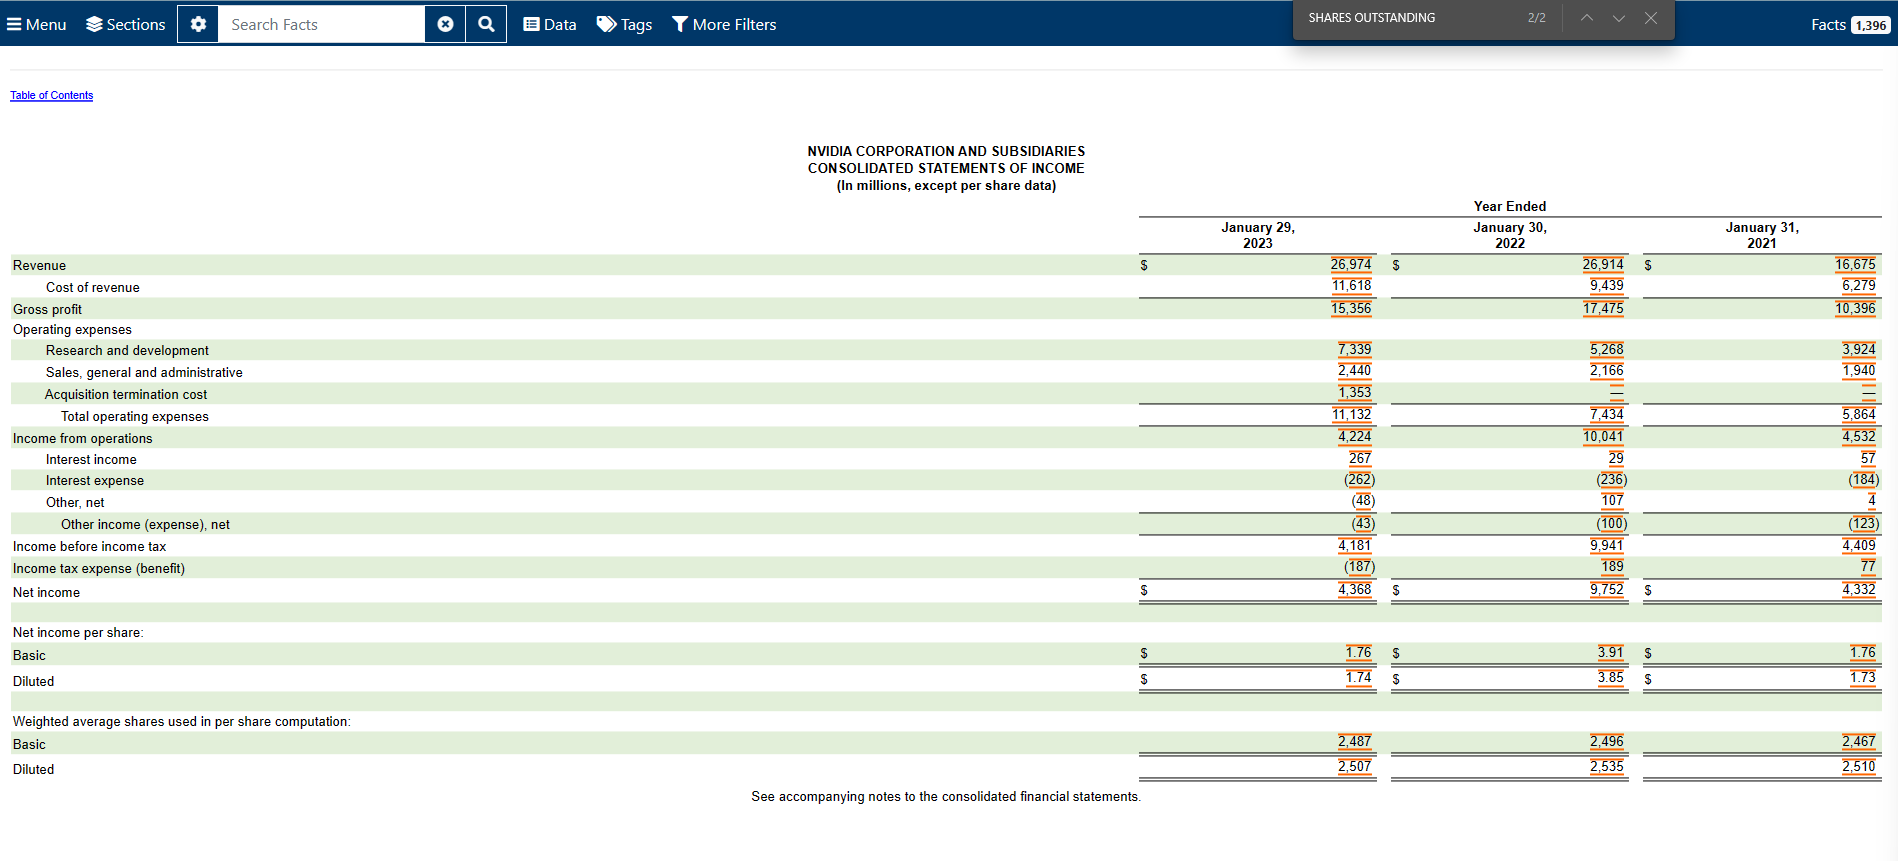 Menu Sections Search Facts Data Tags More Filters SHARES OUTSTANDING 2/2 Facts 1,396
Table of Contents
NVIDIA CORPORATION AND SUBSIDIARIES
CONSOLIDATED STATEMENTS OF INCOME
(In millions, except per share data)
Year Ended
January 29, January 30, January 31,
2023 2022 2021
Revenue $ 26,974 $ 26,914 $ 16,675
Cost of revenue 11,618 9,439 6,279
Gross profit 15,356 17,475 10,396
Operating expenses
Research and development 7,339 5,268 3,924
Sales, general and administrative 2,440 2,166 1,940
Acquisition termination cost 1,353 — —
Total operating expenses 11,132 7,434 5,864
Income from operations 4,224 10,041 4,532
Interest income 267 29 57
Interest expense (262) (236) (184)
Other, net (48) 107 4
Other income (expense), net (43) (100) (123)
Income before income tax 4,181 9,941 4,409
Income tax expense (benefit) (187) 189 77
Net income $ 4,368 $ 9,752 $ 4,332
Net income per share:
Basic $ 1.76 $ 3.91 $ 1.76
Diluted $ 1.74 $ 3.85 $ 1.73
Weighted average shares used in per share computation:
Basic 2,487 2,496 2,467
Diluted 2,507 2,535 2,510
See accompanying notes to the consolidated financial statements.